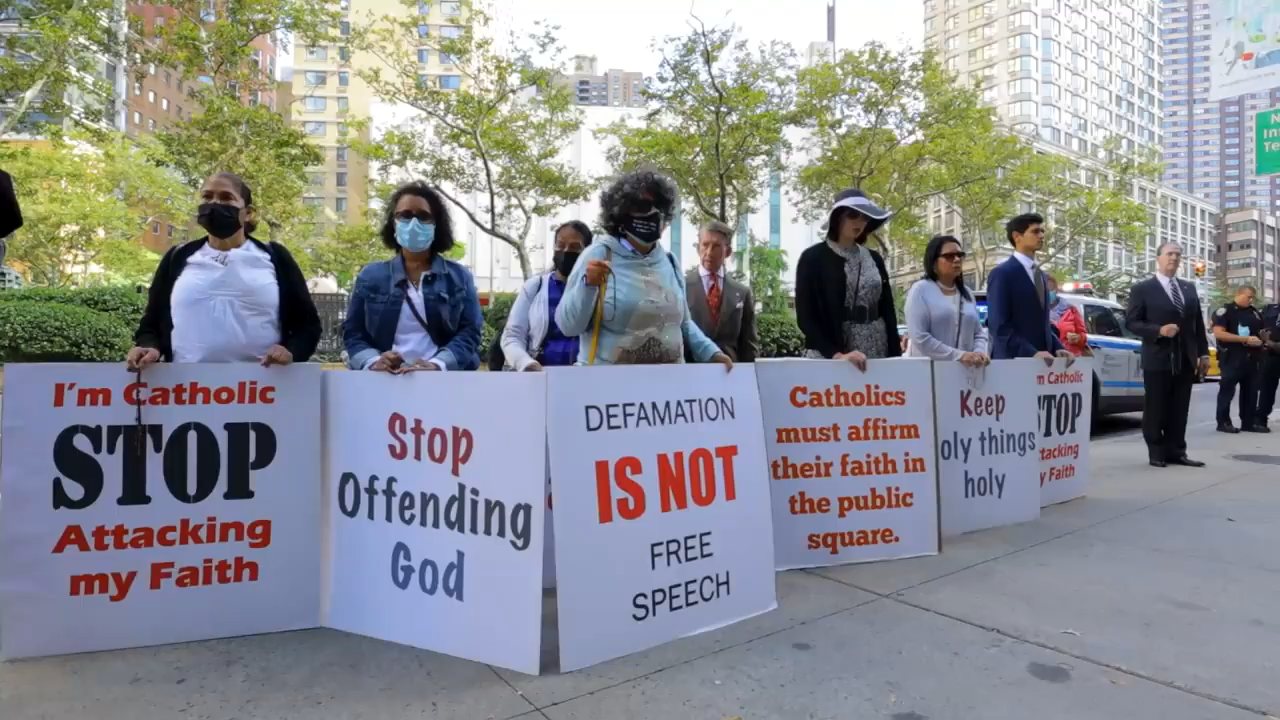 I'm Catholic
STOP
Attacking
my Faith
Stop
Offending
God
DEFAMATION
IS NOT
FREE
SPEECH
Catholics
must affirm
their faith in
the public
square.
Keep
oly things
holy
m Catholic
TOP
ttacking
y Faith